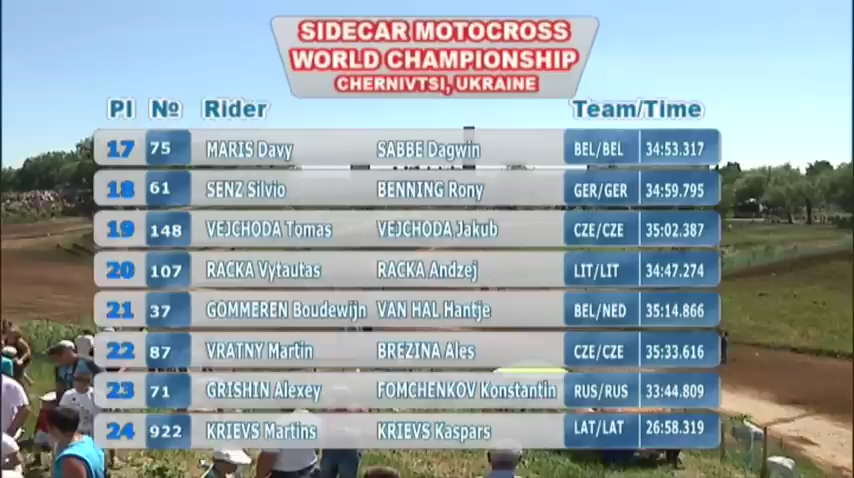 SIDECAR MOTOCROSS
WORLD CHAMPIONSHIP
CHERNIVTSI, UKRAINE
Pl № Rider Team/Time
17 75 MARIS Davy SABBE Dagwin BEL/BEL 34:53.317
18 61 SENZ Silvio BENNING Rony GER/GER 34:59.795
19 148 VEJCHODA Tomas VEJCHODA Jakub CZE/CZE 35:02.387
20 107 RACKA Vytautas RACKA Andzej LIT/LIT 34:47.274
21 37 GOMMEREN Boudewijn VAN HAL Hantje BEL/NED 35:14.866
22 87 VRATNY Martin BREZINA Ales CZE/CZE 35:33.616
23 71 GRISHIN Alexey FOMCHENKOV Konstantin RUS/RUS 33:44.809
24 922 KRIEVS Martins KRIEVS Kaspars LAT/LAT 26:58.319